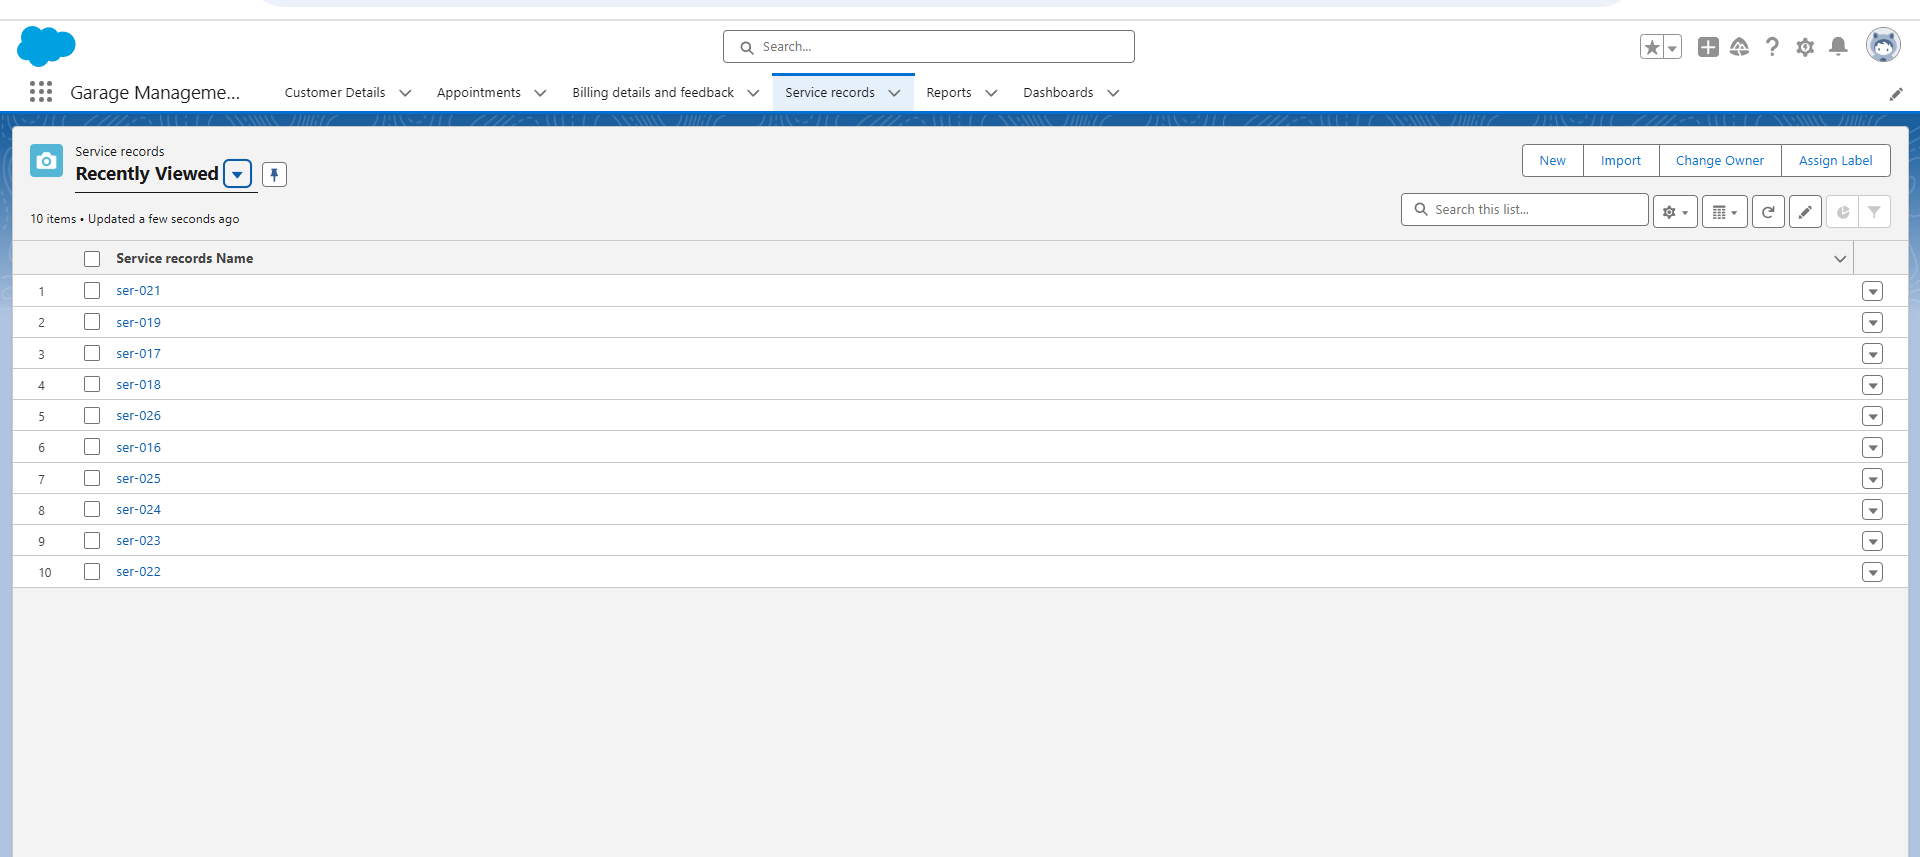 Search...
Garage Manageme...
Customer Details
Appointments
Billing details and feedback
Service records
Reports
Dashboards
Service records
Recently Viewed
New
Import
Change Owner
Assign Label
10 items • Updated a few seconds ago
Search this list...
Service records Name
1 ser-021
2 ser-019
3 ser-017
4 ser-018
5 ser-026
6 ser-016
7 ser-025
8 ser-024
9 ser-023
10 ser-022